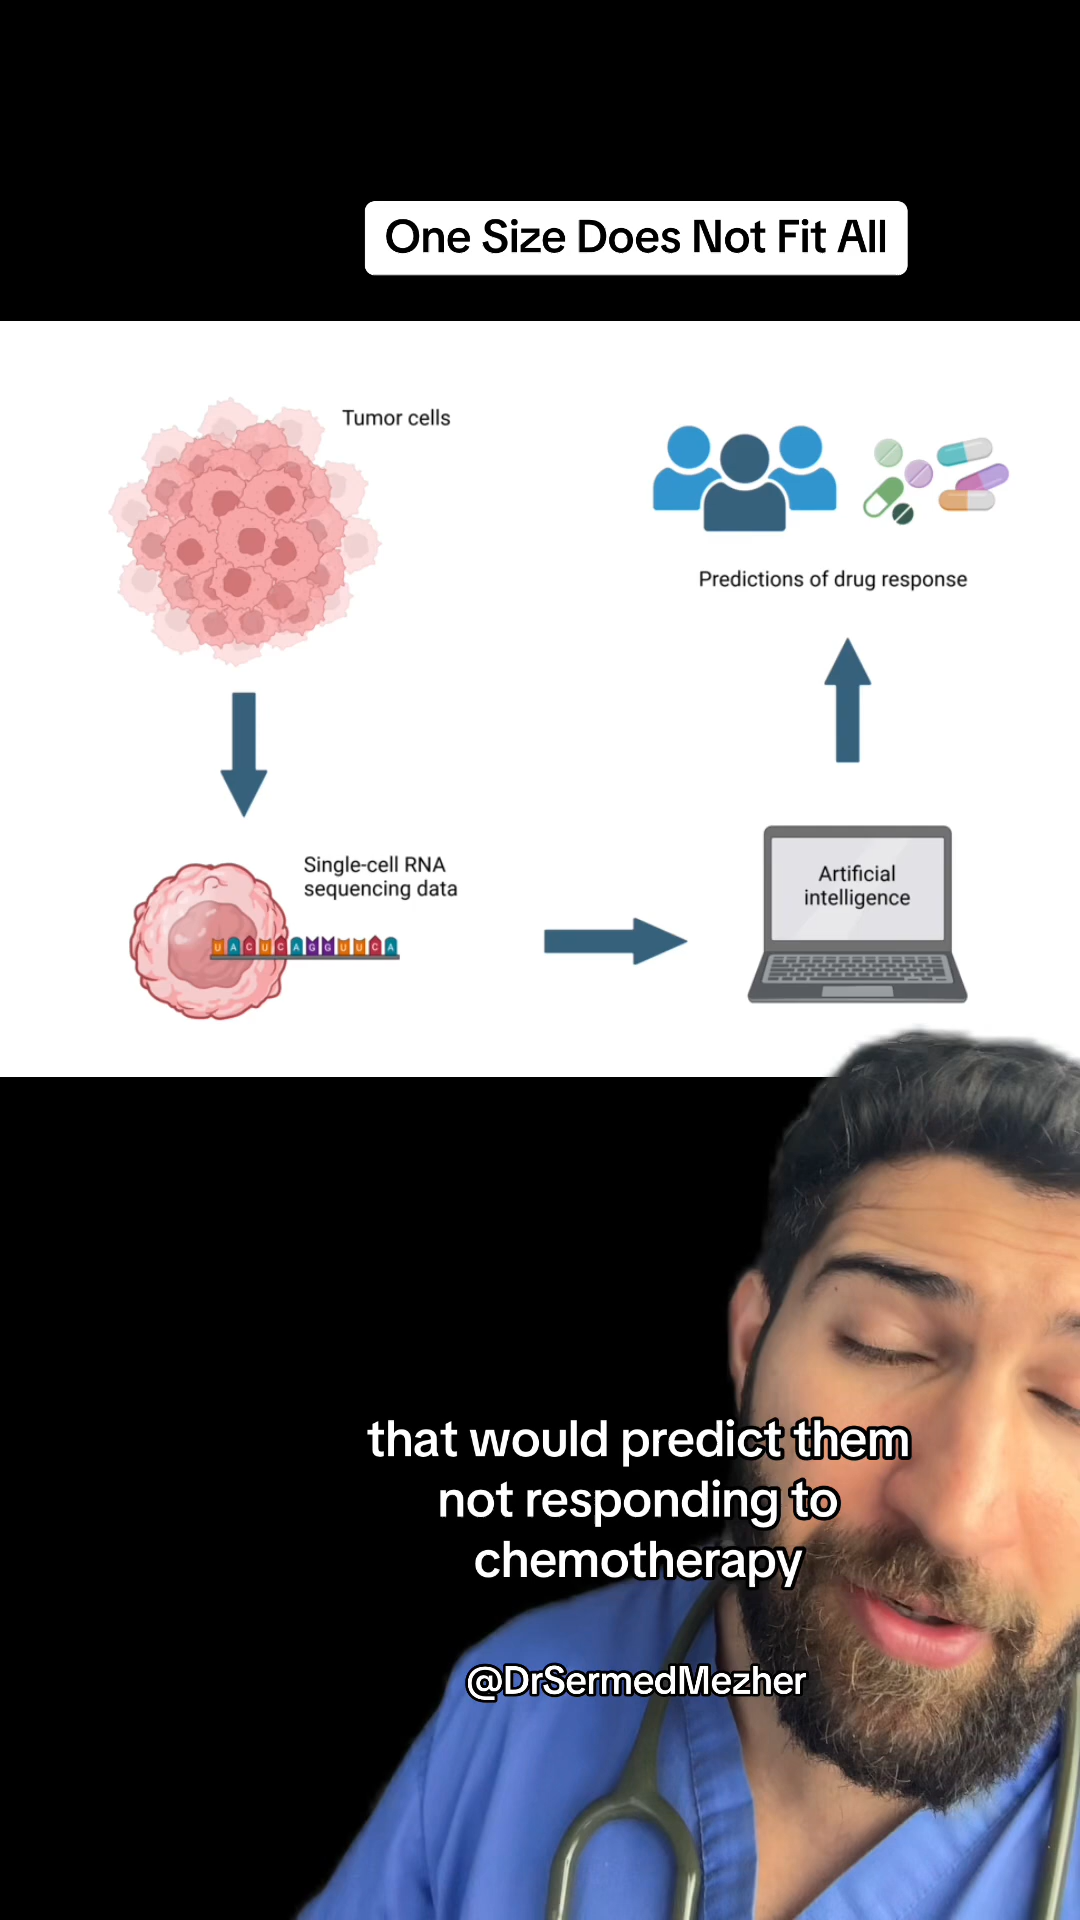 One Size Does Not Fit All
Tumor cells
Predictions of drug response
Single-cell RNA
sequencing data
UACUCAGGUUCA
Artificial
intelligence
that would predict them
not responding to
chemotherapy
@DrSermedMezher